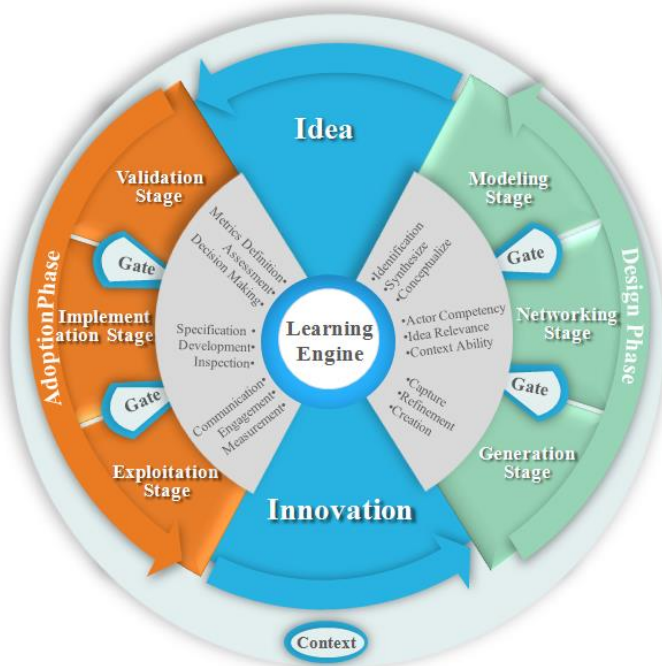 Idea
Validation
Stage
Gate
Implement
ation Stage
Gate
Exploitation
Stage
AdoptionPhase
Metrics Definition•
Assessment•
Decision Making•
Specification •
Development•
Inspection•
Communication•
Engagement•
Measurement•
Learning
Engine
•Identification
•Synthesize
•Conceptualize
•Actor Competency
•Idea Relevance
•Context Ability
•Capture
•Refinement
•Creation
Modeling
Stage
Gate
Networking
Stage
Gate
Generation
Stage
Design Phase
Innovation
Context